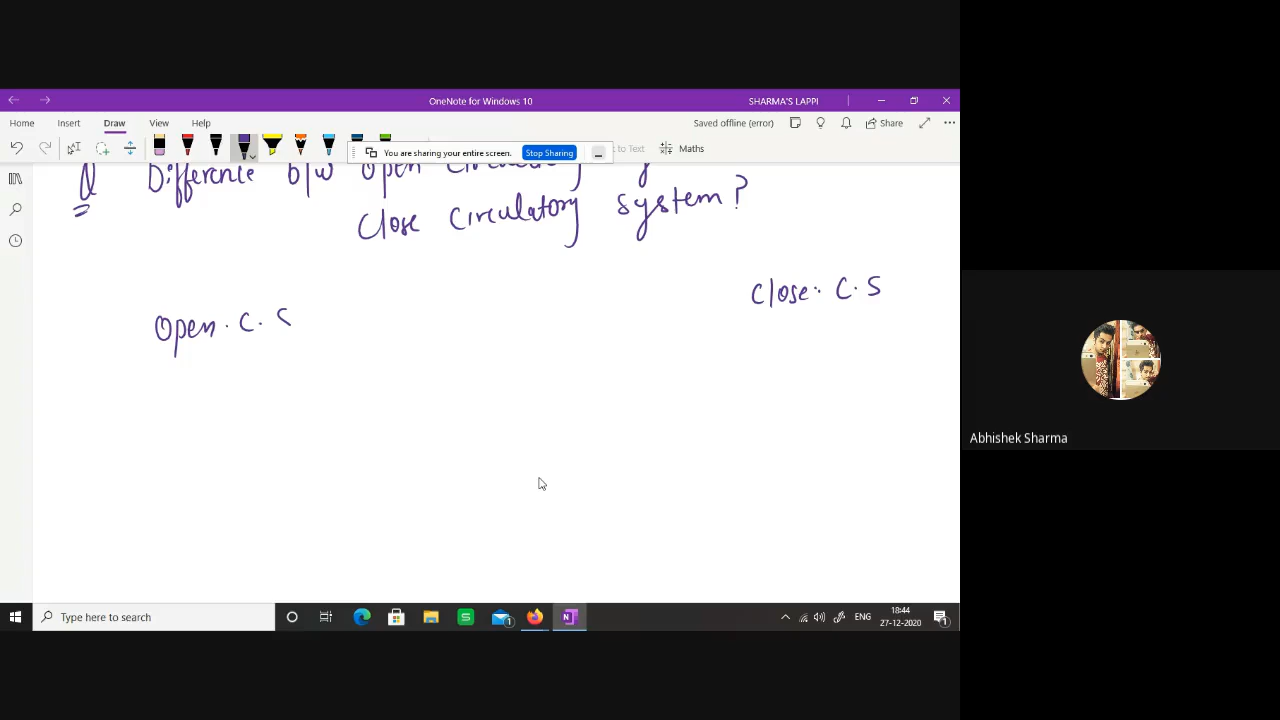 OneNote for Windows 10
SHARMA'S LAPPI
Home Insert Draw View Help
Saved offline (error)
Share
You are sharing your entire screen.
Stop Sharing
to Text
Maths
Q Difference b/w open
close circulatory system?
Open. C. S
Close. C. S
Abhishek Sharma
Type here to search
ENG
18:44
27-12-2020